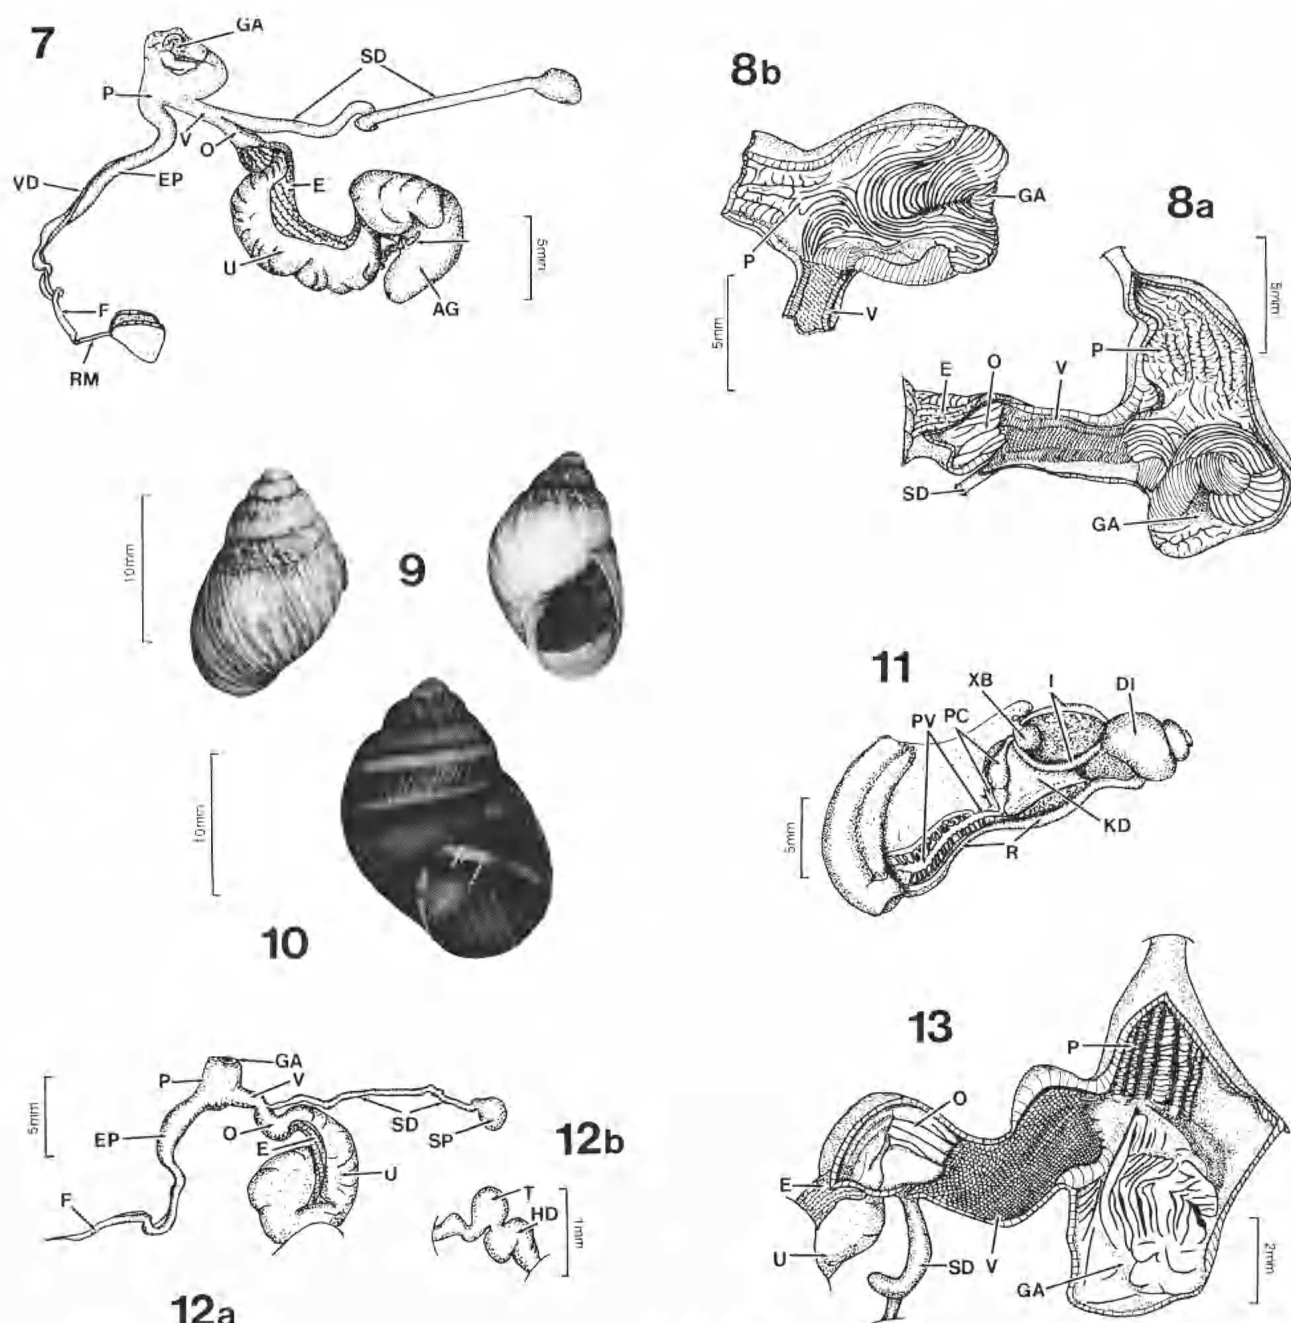 7
GA
SD
P
V
O
VD
EP
E
U
AG
5mm
F
RM
8b
GA
P
V
5mm
8a
5mm
P
E
O
V
SD
GA
9
10mm
10
10mm
11
XB
I
DI
PV
PC
KD
R
5mm
12a
GA
P
V
5mm
EP
O
SD
SP
E
U
F
12b
T
HD
1mm
13
P
O
E
U
SD
V
GA
2mm